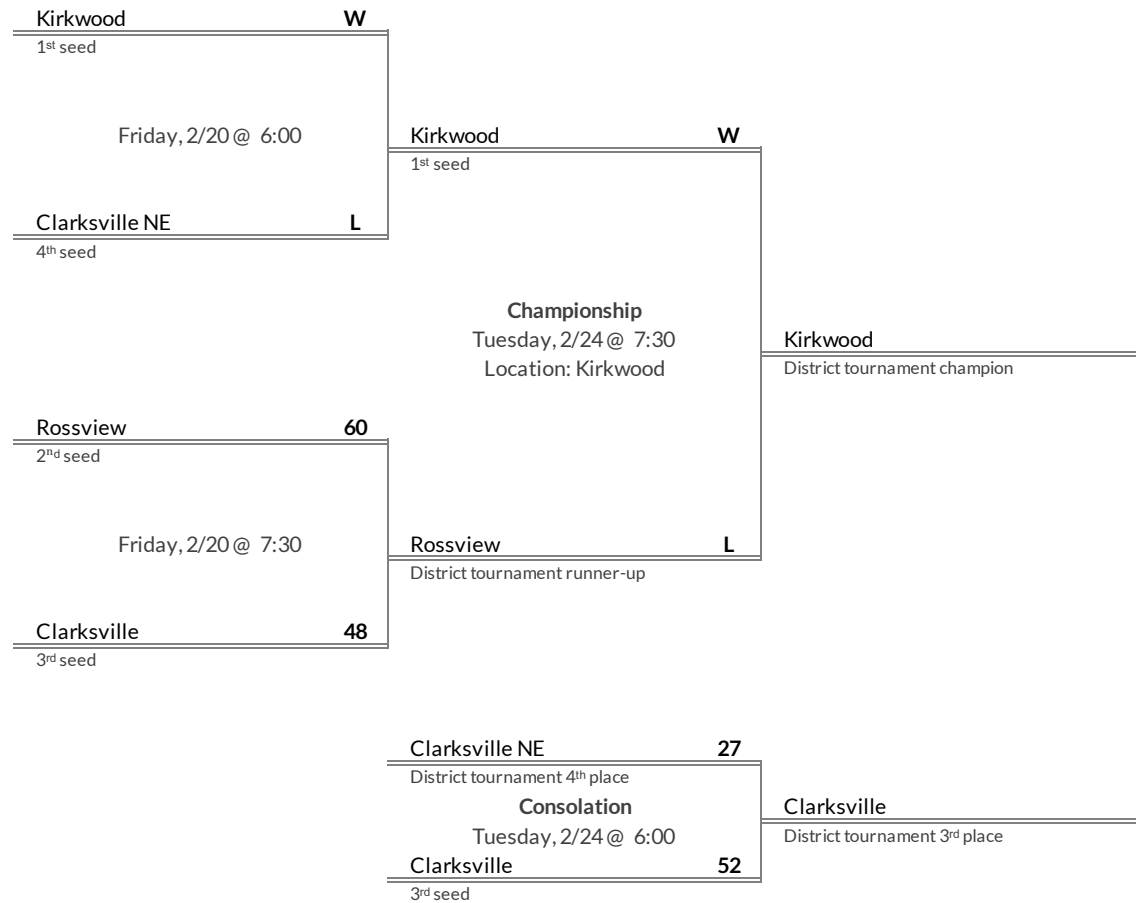 Kirkwood W
1st seed
Friday, 2/20 @ 6:00
Kirkwood W
1st seed
Clarksville NE L
4th seed
Championship
Tuesday, 2/24 @ 7:30
Location: Kirkwood
Kirkwood
District tournament champion
Rossview 60
2nd seed
Friday, 2/20 @ 7:30
Rossview L
District tournament runner-up
Clarksville 48
3rd seed
Clarksville NE 27
District tournament 4th place
Consolation
Tuesday, 2/24 @ 6:00
Clarksville
District tournament 3rd place
Clarksville 52
3rd seed